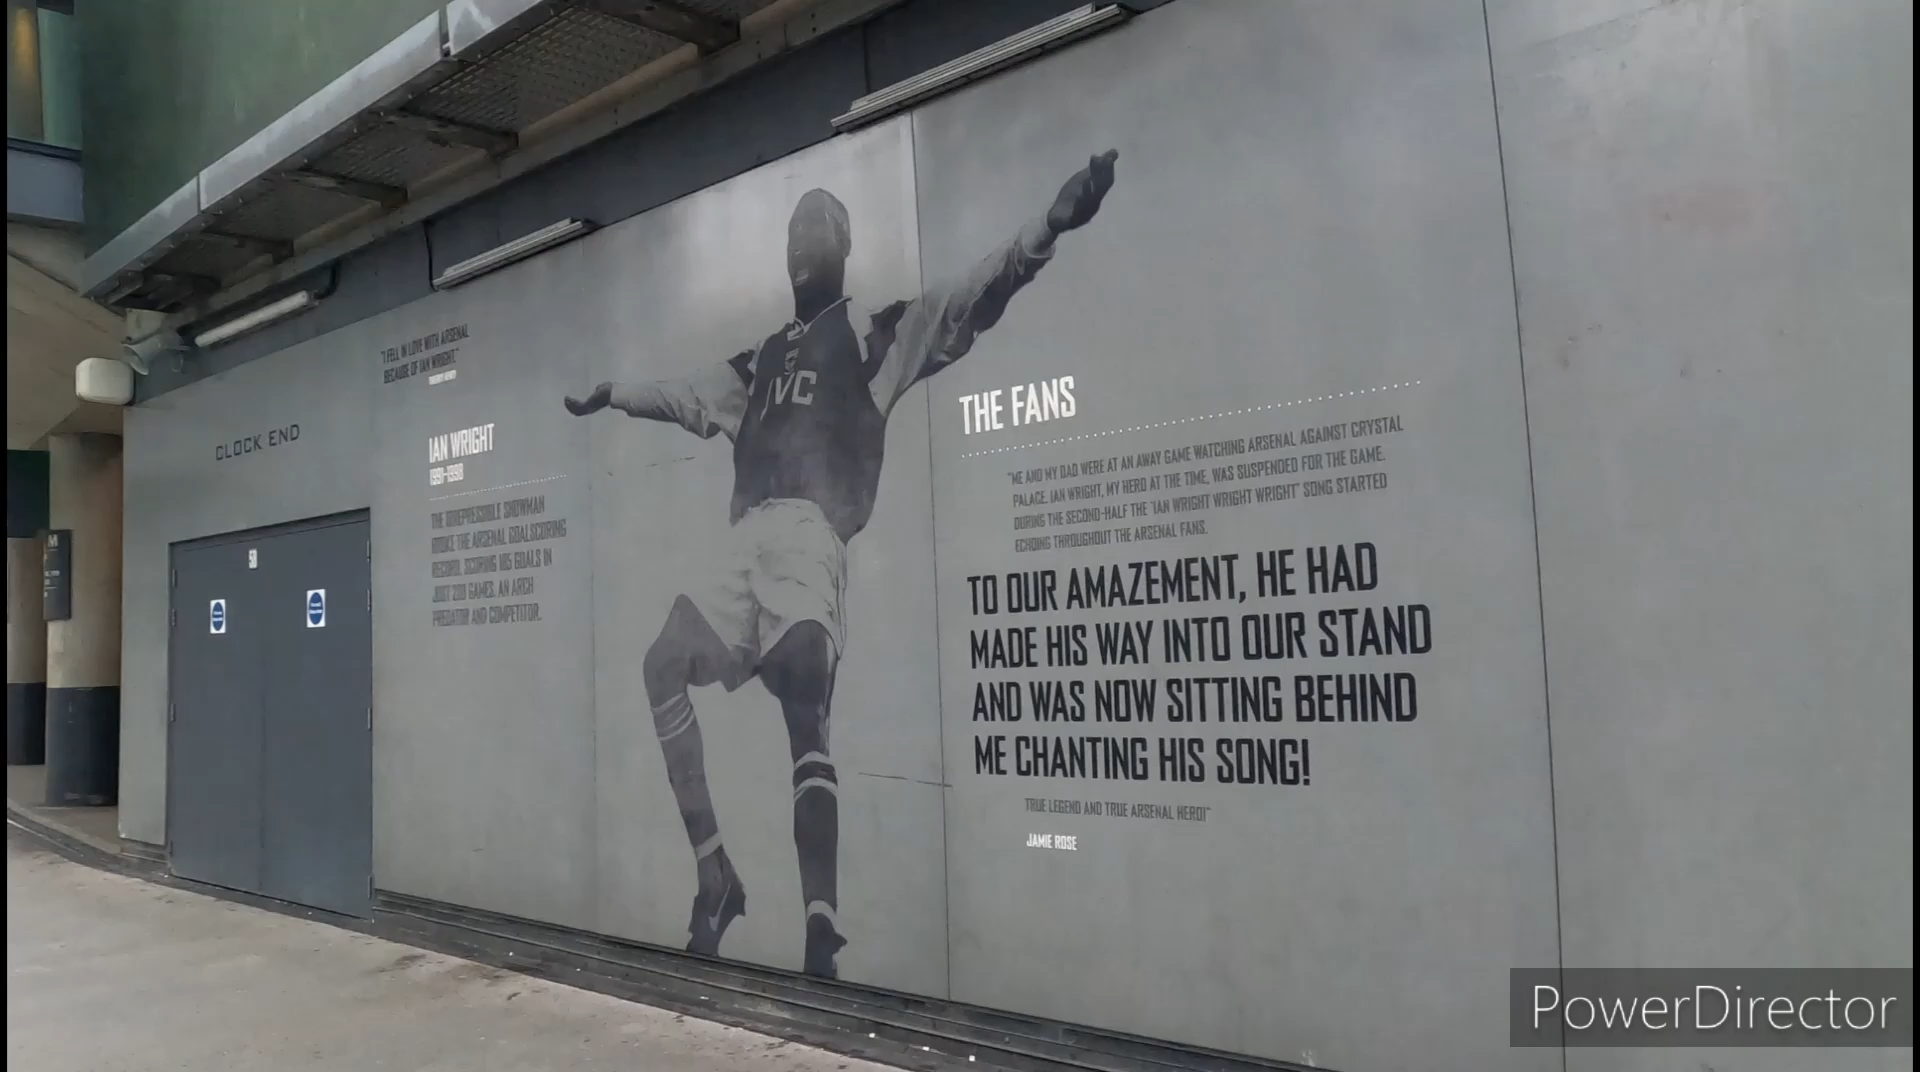 "I FELL IN LOVE WITH ARSENAL
BECAUSE OF IAN WRIGHT."
THIERRY HENRY
CLOCK END
IAN WRIGHT
1991-1998
THE IRREPRESSIBLE SHOWMAN
BROKE THE ARSENAL GOALSCORING
RECORD, SCORING 185 GOALS IN
JUST 288 GAMES. AN ARCH
PREDATOR AND COMPETITOR.
JVC
THE FANS
"ME AND MY DAD WERE AT AN AWAY GAME WATCHING ARSENAL AGAINST CRYSTAL
PALACE. IAN WRIGHT, MY HERO AT THE TIME, WAS SUSPENDED FOR THE GAME.
DURING THE SECOND-HALF THE "IAN WRIGHT WRIGHT WRIGHT" SONG STARTED
ECHOING THROUGHOUT THE ARSENAL FANS.
TO OUR AMAZEMENT, HE HAD
MADE HIS WAY INTO OUR STAND
AND WAS NOW SITTING BEHIND
ME CHANTING HIS SONG!
TRUE LEGEND AND TRUE ARSENAL HERO!"
JAMIE ROSE
PowerDirector